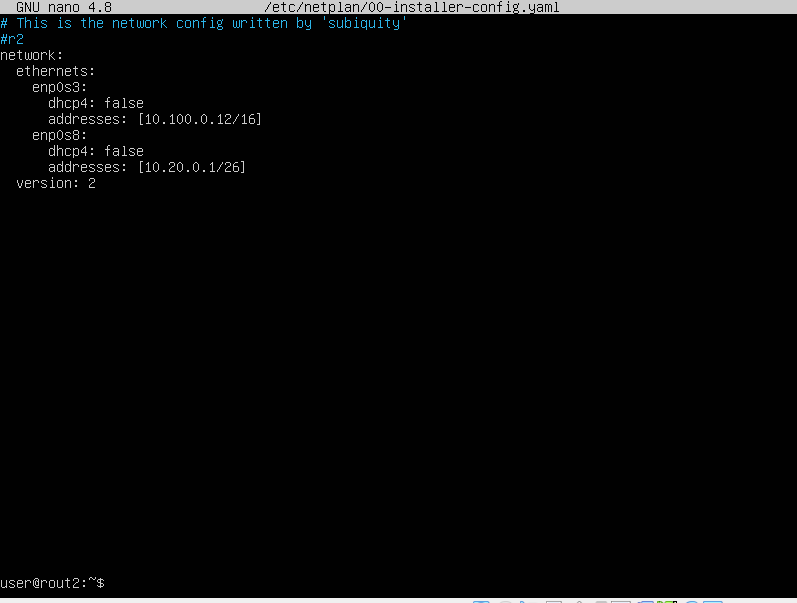 GNU nano 4.8 /etc/netplan/00-installer-config.yaml
# This is the network config written by 'subiquity'
#r2
network:
  ethernets:
    enp0s3:
      dhcp4: false
      addresses: [10.100.0.12/16]
    enp0s8:
      dhcp4: false
      addresses: [10.20.0.1/26]
  version: 2
user@rout2:~$